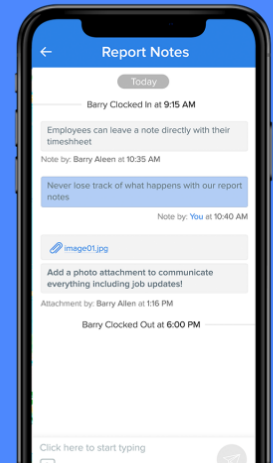 Report Notes
Today
Barry Clocked In at 9:15 AM
Employees can leave a note directly with their
timeshheet
Note by: Barry Aleen at 10:35 AM
Never lose track of what happens with our report
notes
Note by: You at 10:40 AM
image01.jpg
Add a photo attachment to communicate
everything including job updates!
Attachment by: Barry Allen at 1:16 PM
Barry Clocked Out at 6:00 PM
Click here to start typing